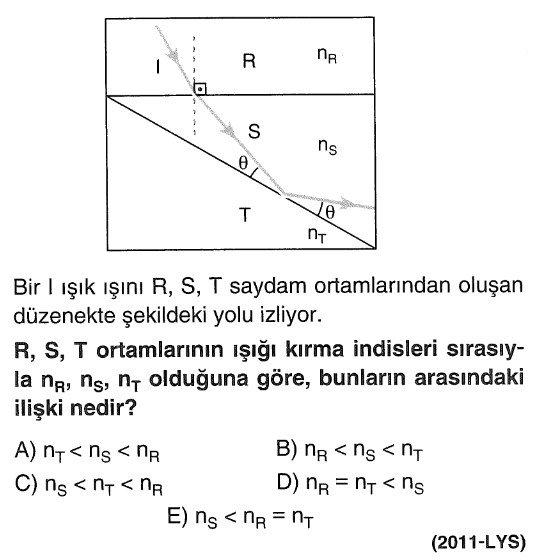 I R n_R
S n_S
θ
T θ
n_T
Bir I ışık ışını R, S, T saydam ortamlarından oluşan
düzenekte şekildeki yolu izliyor.
R, S, T ortamlarının ışığı kırma indisleri sırasıy-
la n_R, n_S, n_T olduğuna göre, bunların arasındaki
ilişki nedir?
A) n_T < n_S < n_R B) n_R < n_S < n_T
C) n_S < n_T < n_R D) n_R = n_T < n_S
E) n_S < n_R = n_T
(2011-LYS)